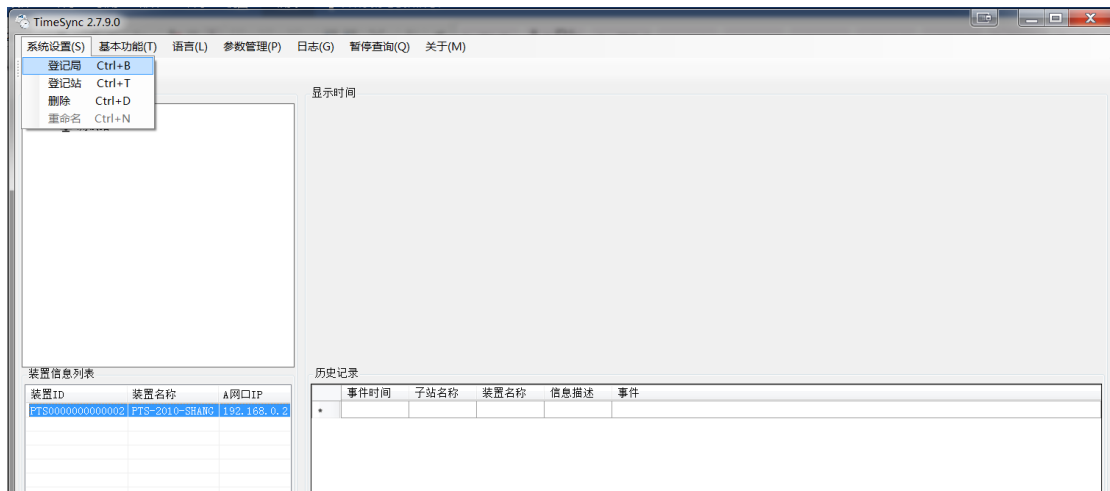 TimeSync 2.7.9.0
系统设置(S) 基本功能(T) 语言(L) 参数管理(P) 日志(G) 暂停查询(Q) 关于(M)
登记局 Ctrl+B
登记站 Ctrl+T
删除 Ctrl+D
重命名 Ctrl+N
显示时间
装置信息列表
装置ID 装置名称 A网口IP
PTS0000000000002 PTS-2010-SHANG 192.168.0.2
历史记录
事件时间 子站名称 装置名称 信息描述 事件
*